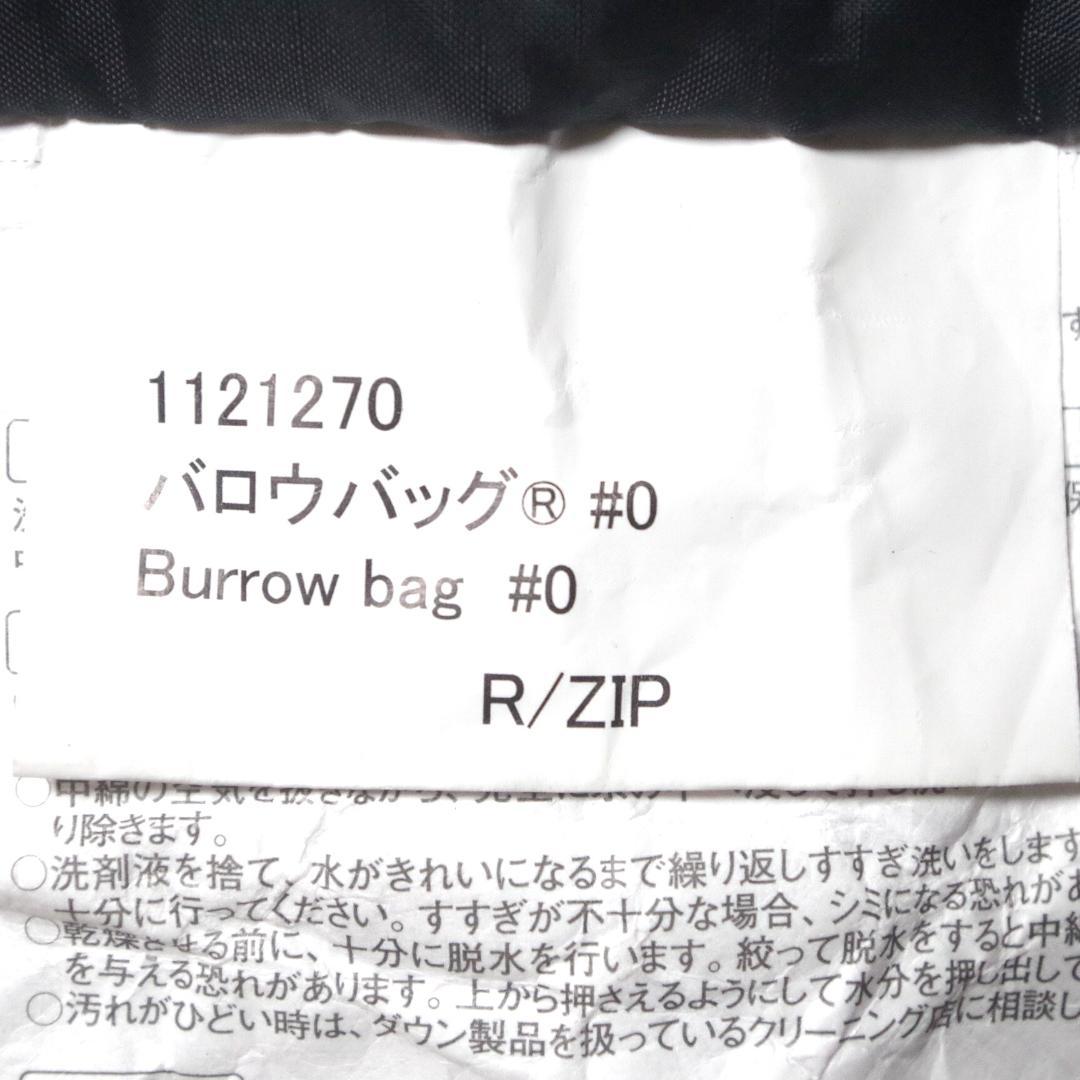 1121270
バロウバッグ® #0
Burrow bag #0
R/ZIP
り除きます。
○洗剤液を捨て、水がきれいになるまで繰り返しすすぎ洗いをします
十分に行ってください。すすぎが不十分な場合、シミになる恐れがあ
○乾燥させる前に、十分に脱水を行います。絞って脱水をすると中綿
を与える恐れがあります。上から押さえるようにして水分を押し出して
○汚れがひどい時は、ダウン製品を扱っているクリーニング店に相談し